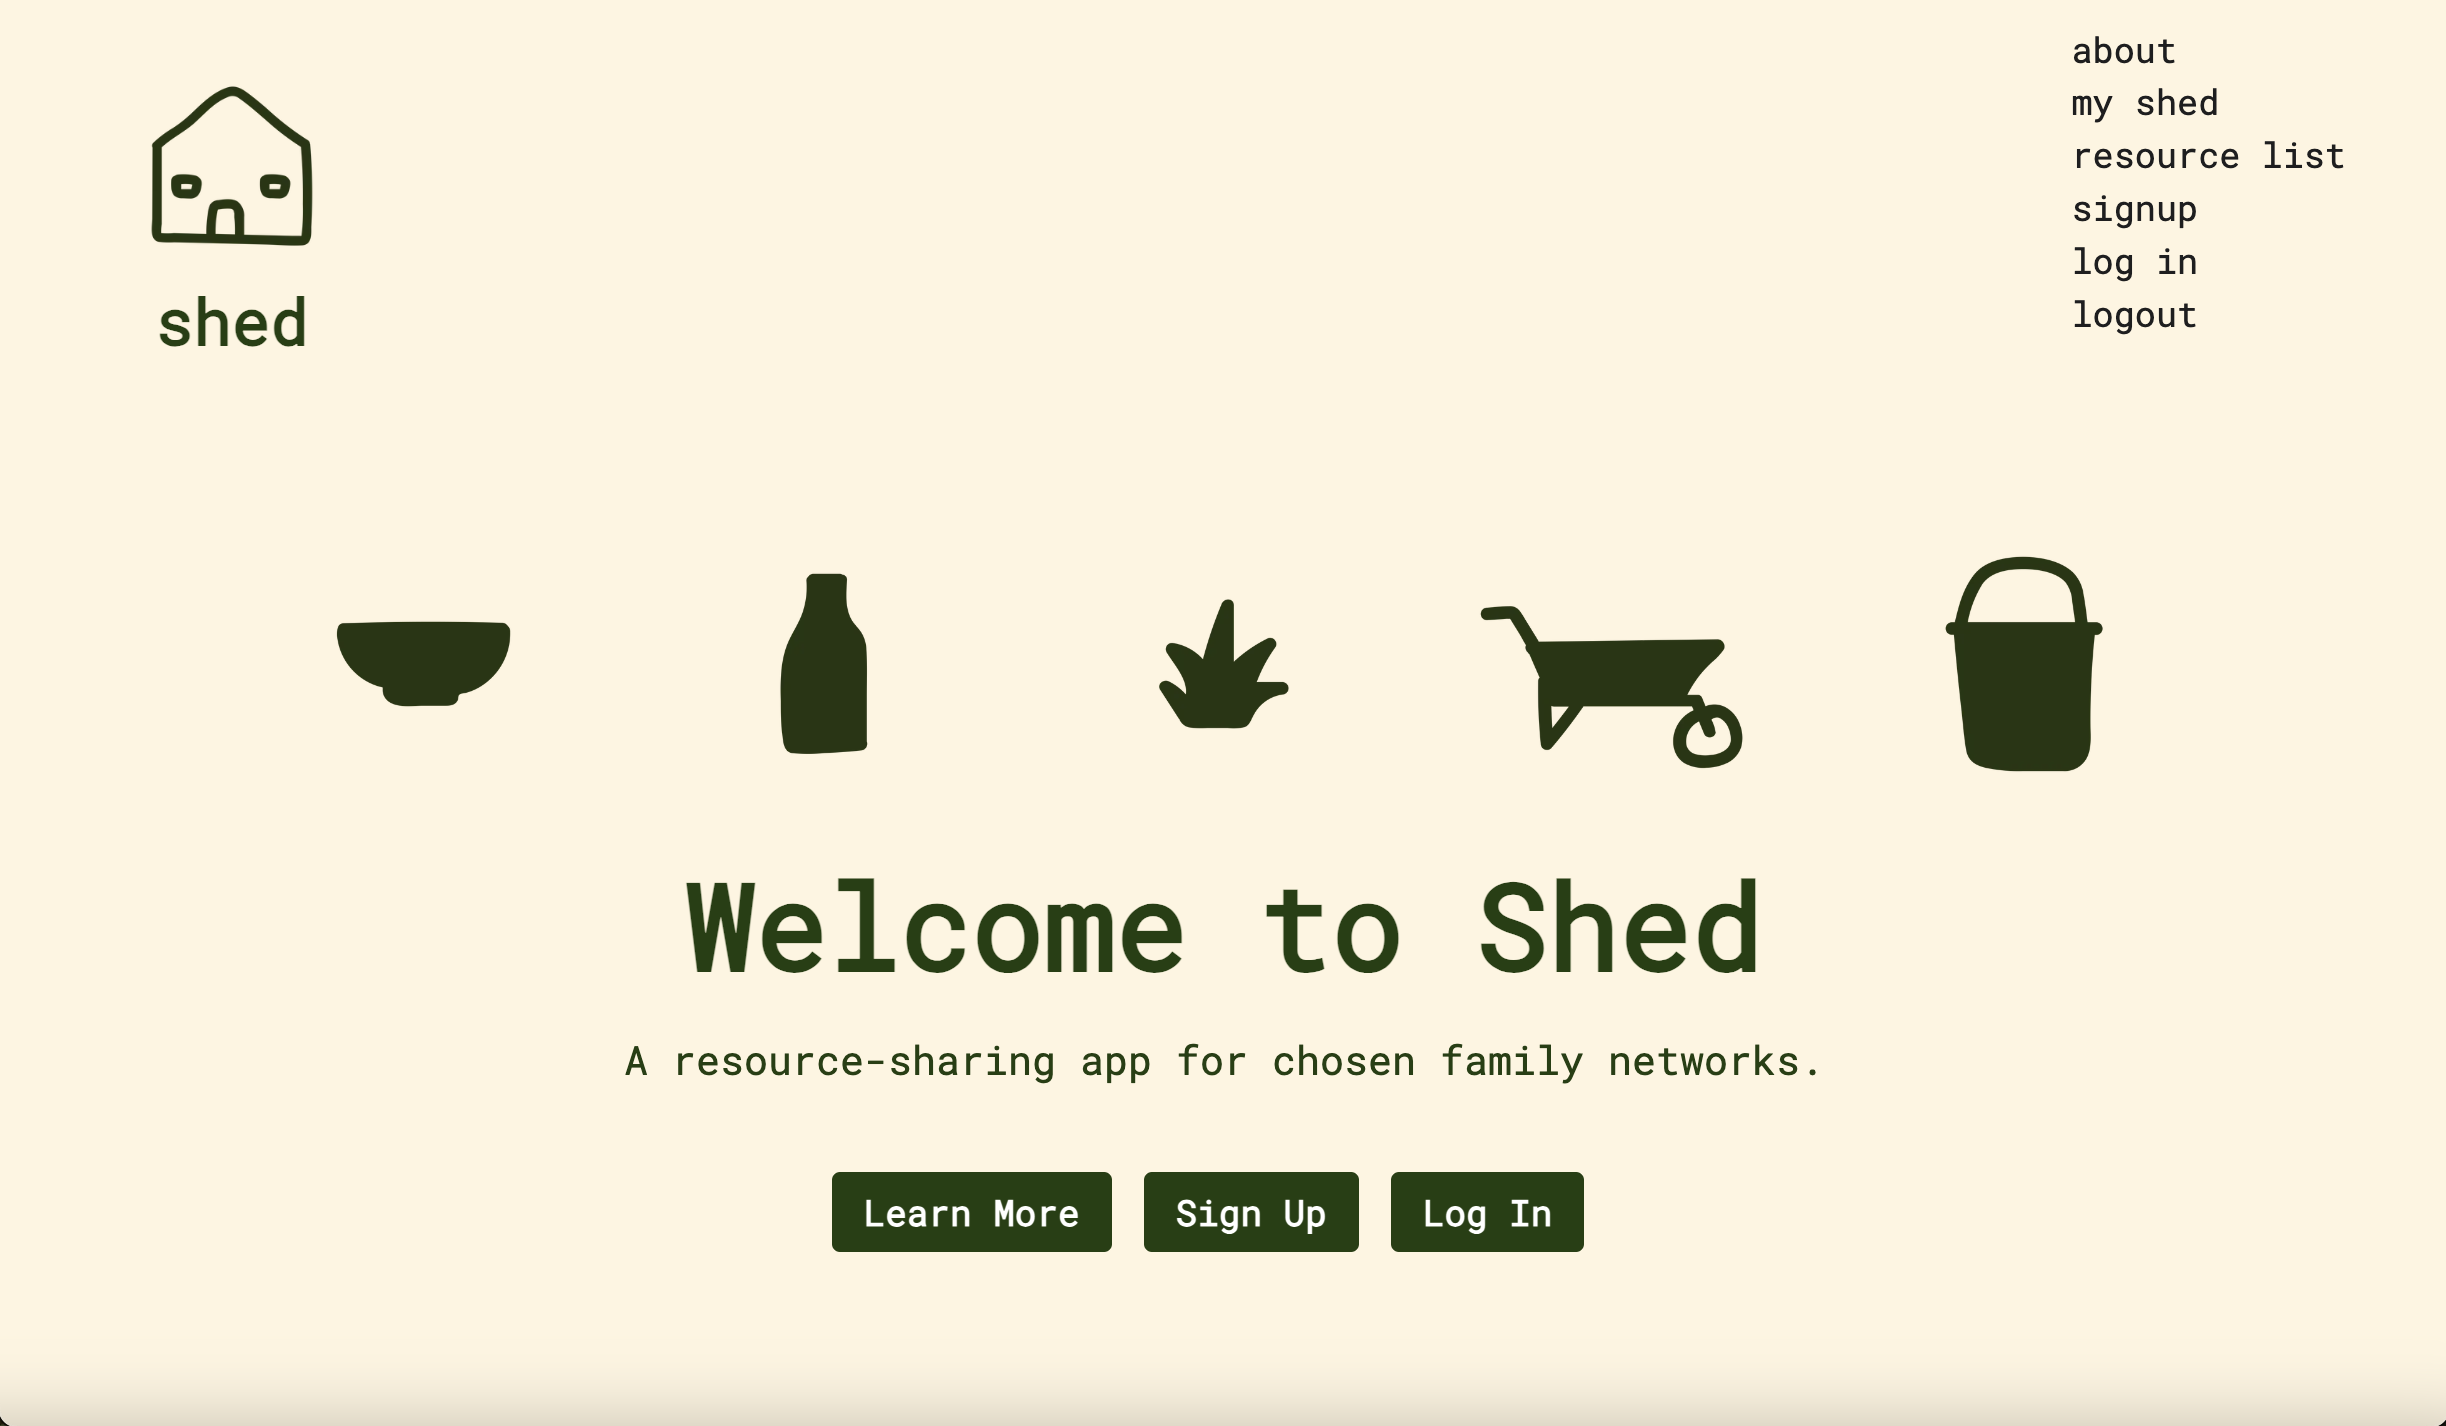 shed
about
my shed
resource list
signup
log in
logout
Welcome to Shed
A resource-sharing app for chosen family networks.
Learn More
Sign Up
Log In